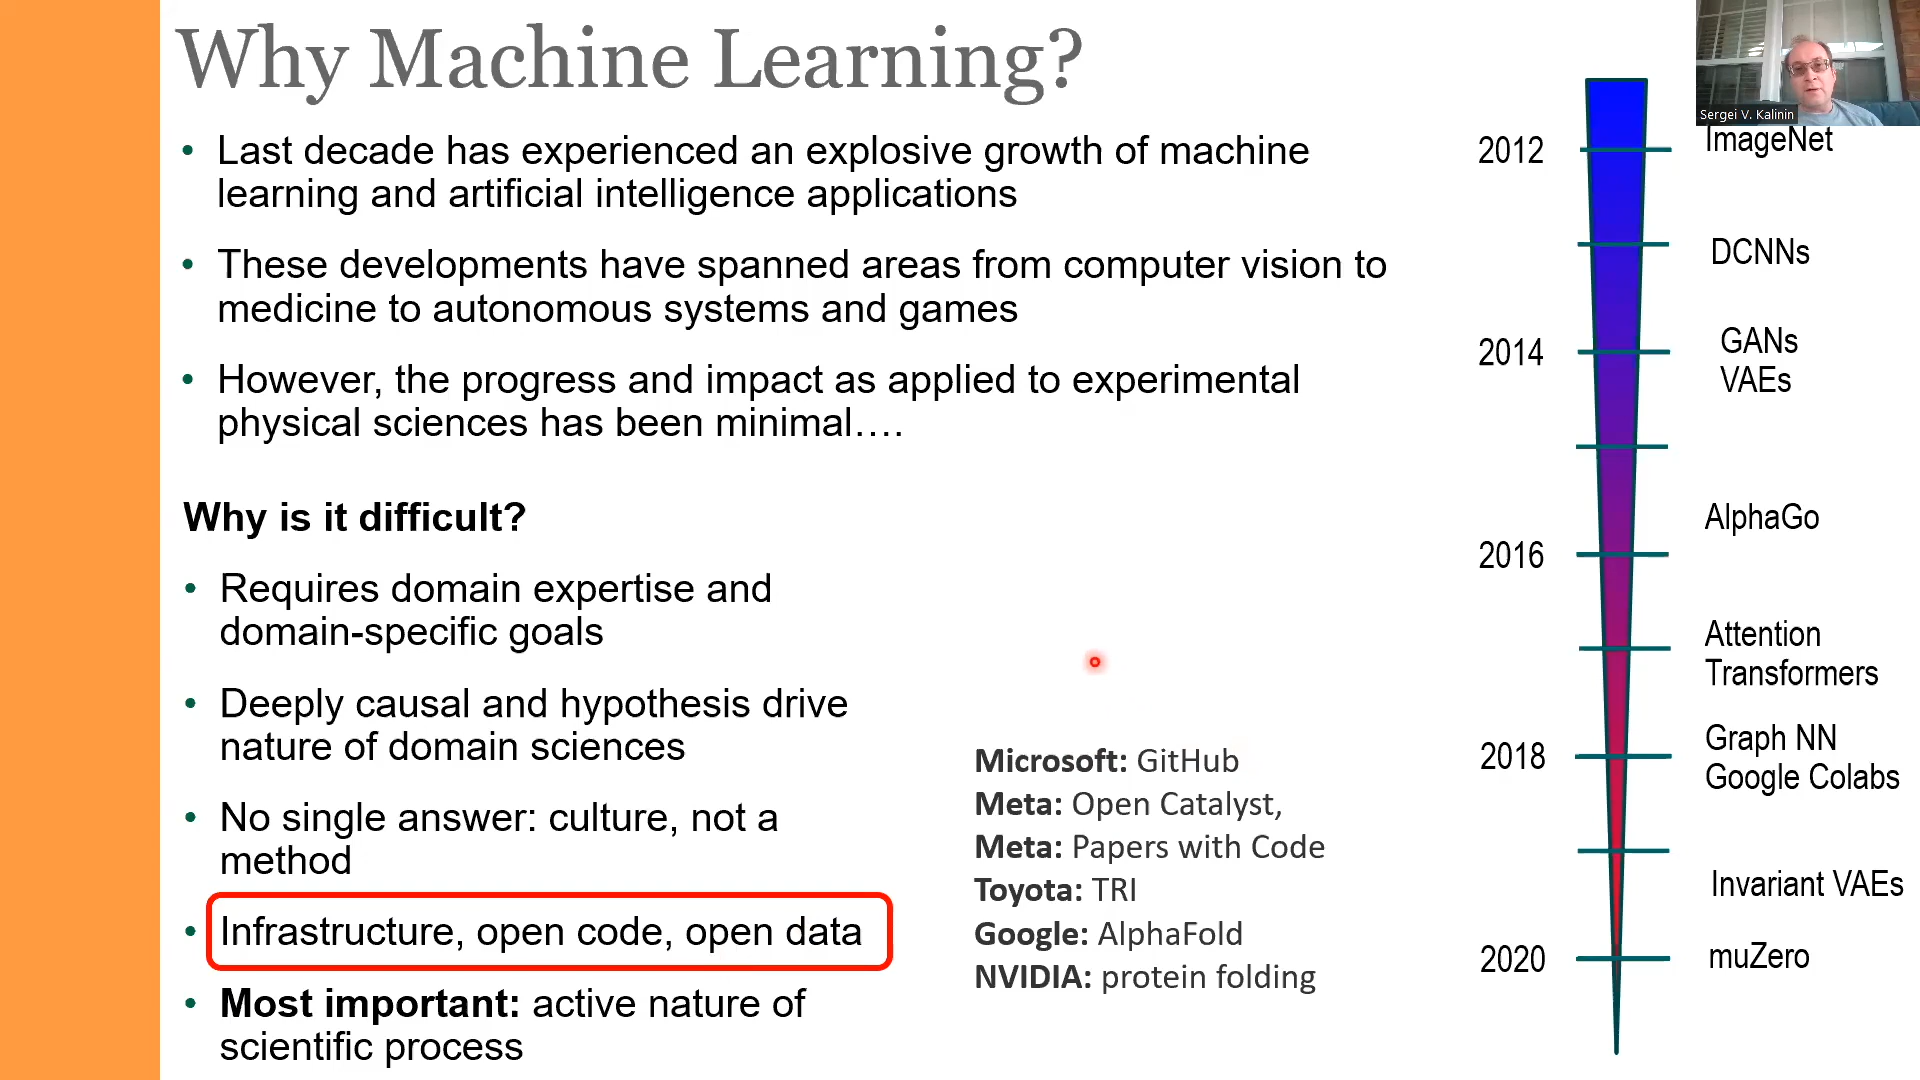 Why Machine Learning?
• Last decade has experienced an explosive growth of machine
learning and artificial intelligence applications
• These developments have spanned areas from computer vision to
medicine to autonomous systems and games
• However, the progress and impact as applied to experimental
physical sciences has been minimal….
Why is it difficult?
• Requires domain expertise and
domain-specific goals
• Deeply causal and hypothesis drive
nature of domain sciences
• No single answer: culture, not a
method
• Infrastructure, open code, open data
• Most important: active nature of
scientific process
Microsoft: GitHub
Meta: Open Catalyst,
Meta: Papers with Code
Toyota: TRI
Google: AlphaFold
NVIDIA: protein folding
Sergei V. Kalinin
2012
ImageNet
DCNNs
2014
GANs
VAEs
AlphaGo
2016
Attention
Transformers
2018
Graph NN
Google Colabs
Invariant VAEs
2020
muZero